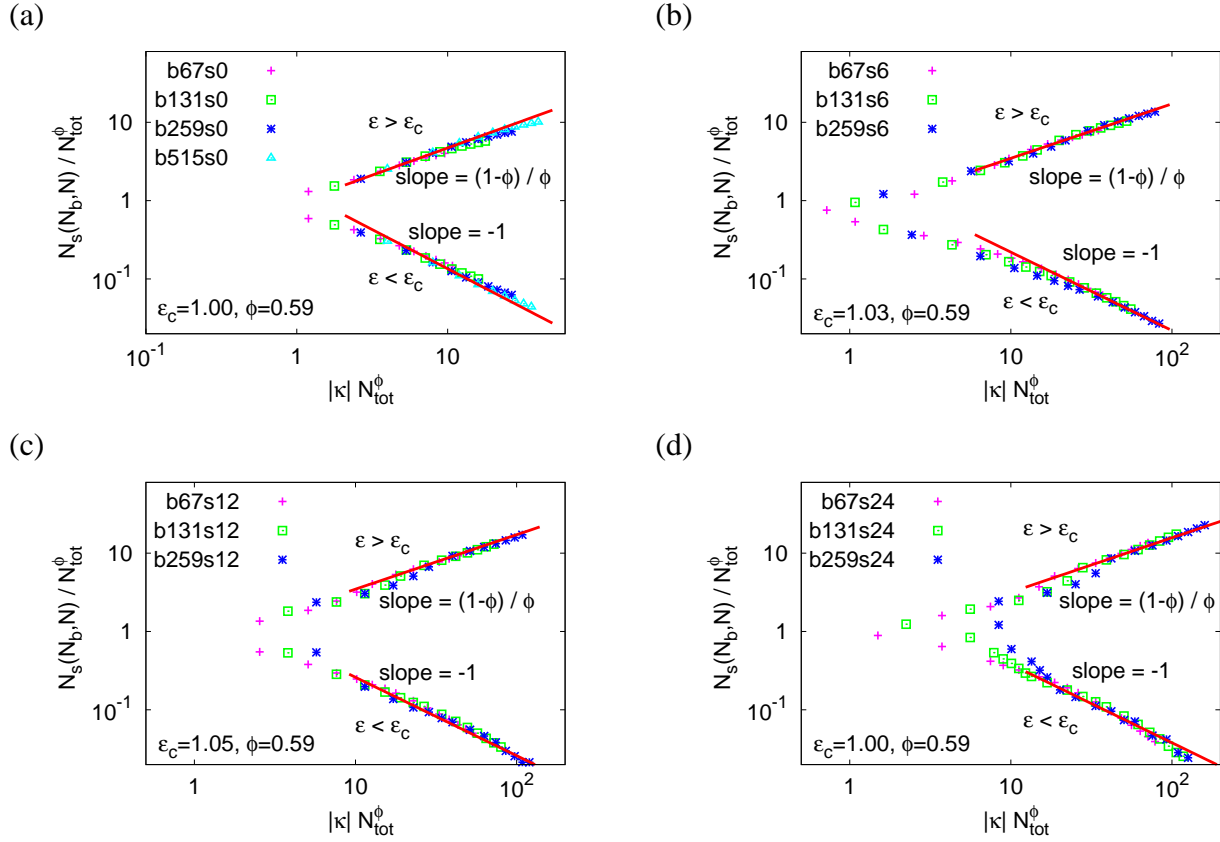 (a)
b67s0
b131s0
b259s0
b515s0
ε > ε_c
slope = (1-ϕ) / ϕ
slope = -1
ε < ε_c
ε_c=1.00, ϕ=0.59
N_s(N_b,N) / N_tot^ϕ
10
1
10^-1
10^-1
1
10
|κ| N_tot^ϕ
(b)
b67s6
b131s6
b259s6
ε > ε_c
slope = (1-ϕ) / ϕ
slope = -1
ε < ε_c
ε_c=1.03, ϕ=0.59
N_s(N_b,N) / N_tot^ϕ
10
1
10^-1
1
10
10^2
|κ| N_tot^ϕ
(c)
b67s12
b131s12
b259s12
ε > ε_c
slope = (1-ϕ) / ϕ
slope = -1
ε < ε_c
ε_c=1.05, ϕ=0.59
N_s(N_b,N) / N_tot^ϕ
10
1
10^-1
1
10
10^2
|κ| N_tot^ϕ
(d)
b67s24
b131s24
b259s24
ε > ε_c
slope = (1-ϕ) / ϕ
slope = -1
ε < ε_c
ε_c=1.00, ϕ=0.59
N_s(N_b,N) / N_tot^ϕ
10
1
10^-1
1
10
10^2
|κ| N_tot^ϕ